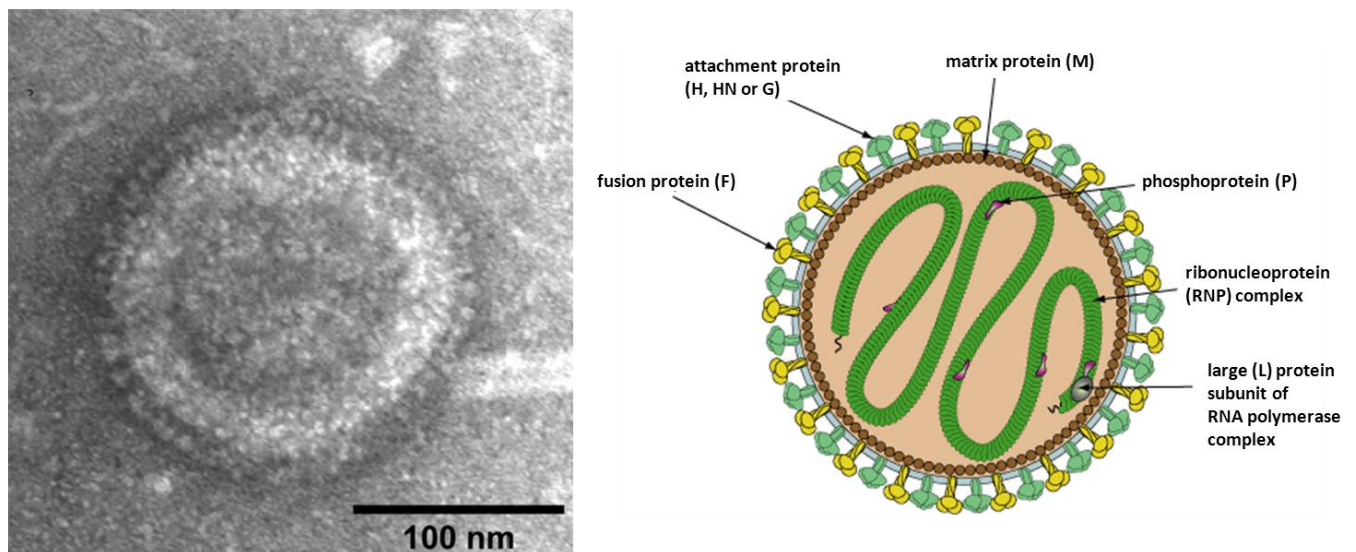 100 nm
attachment protein
(H, HN or G)
matrix protein (M)
fusion protein (F)
phosphoprotein (P)
ribonucleoprotein
(RNP) complex
large (L) protein
subunit of
RNA polymerase
complex